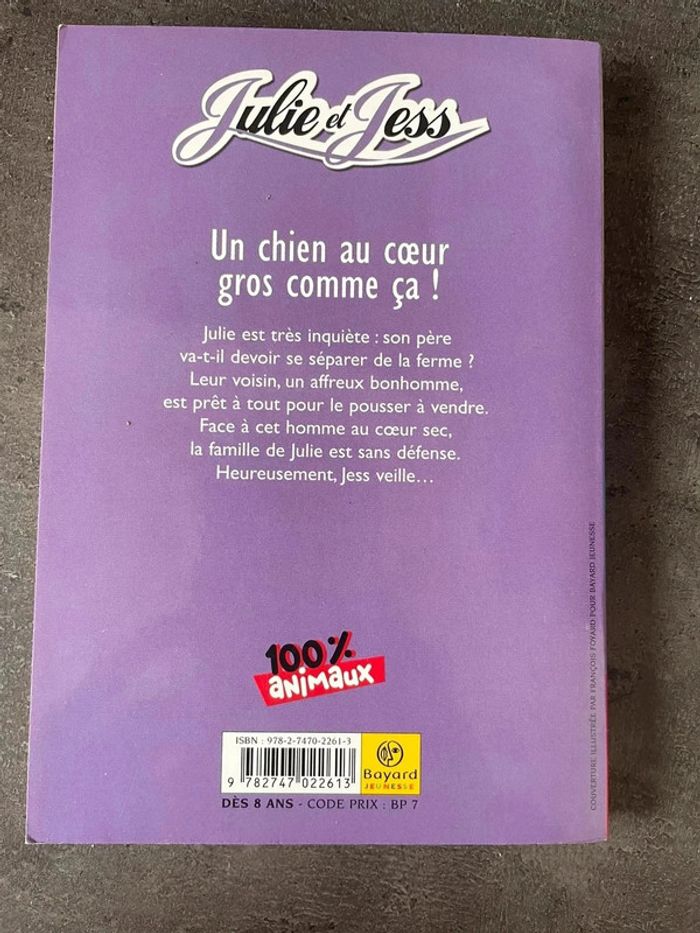 Julie et Jess
Un chien au cœur
gros comme ça !
Julie est très inquiète : son père
va-t-il devoir se séparer de la ferme ?
Leur voisin, un affreux bonhomme,
est prêt à tout pour le pousser à vendre.
Face à cet homme au cœur sec,
la famille de Julie est sans défense.
Heureusement, Jess veille…
100%
animaux
ISBN : 978-2-7470-2261-3
9 782747 022613
Bayard
JEUNESSE
DÈS 8 ANS - CODE PRIX : BP 7
COUVERTURE ILLUSTRÉE PAR FRANÇOIS FOYARD POUR BAYARD JEUNESSE